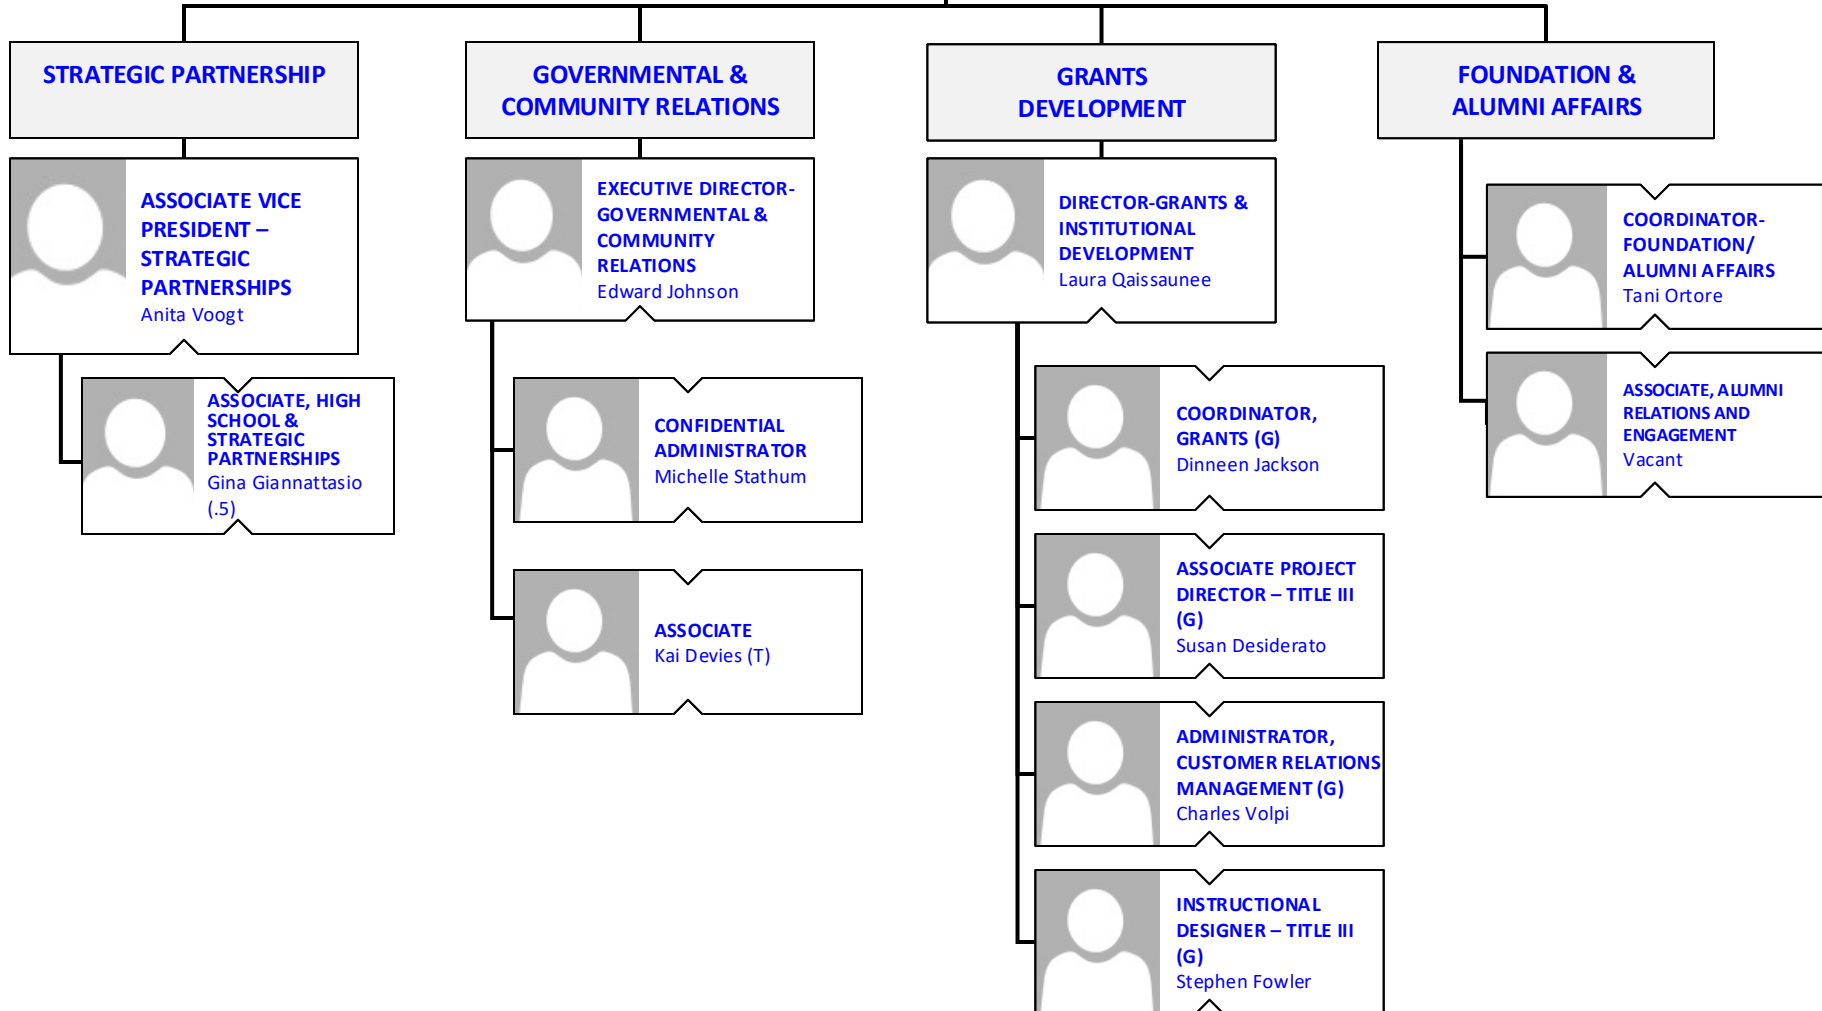 STRATEGIC PARTNERSHIP
ASSOCIATE VICE
PRESIDENT –
STRATEGIC
PARTNERSHIPS
Anita Voogt
ASSOCIATE, HIGH
SCHOOL &
STRATEGIC
PARTNERSHIPS
Gina Giannattasio
(.5)
GOVERNMENTAL &
COMMUNITY RELATIONS
EXECUTIVE DIRECTOR-
GOVERNMENTAL &
COMMUNITY
RELATIONS
Edward Johnson
CONFIDENTIAL
ADMINISTRATOR
Michelle Stathum
ASSOCIATE
Kai Devies (T)
GRANTS
DEVELOPMENT
DIRECTOR-GRANTS &
INSTITUTIONAL
DEVELOPMENT
Laura Qaissaunee
COORDINATOR,
GRANTS (G)
Dinneen Jackson
ASSOCIATE PROJECT
DIRECTOR – TITLE III
(G)
Susan Desiderato
ADMINISTRATOR,
CUSTOMER RELATIONS
MANAGEMENT (G)
Charles Volpi
INSTRUCTIONAL
DESIGNER – TITLE III
(G)
Stephen Fowler
FOUNDATION &
ALUMNI AFFAIRS
COORDINATOR-
FOUNDATION/
ALUMNI AFFAIRS
Tani Ortore
ASSOCIATE, ALUMNI
RELATIONS AND
ENGAGEMENT
Vacant